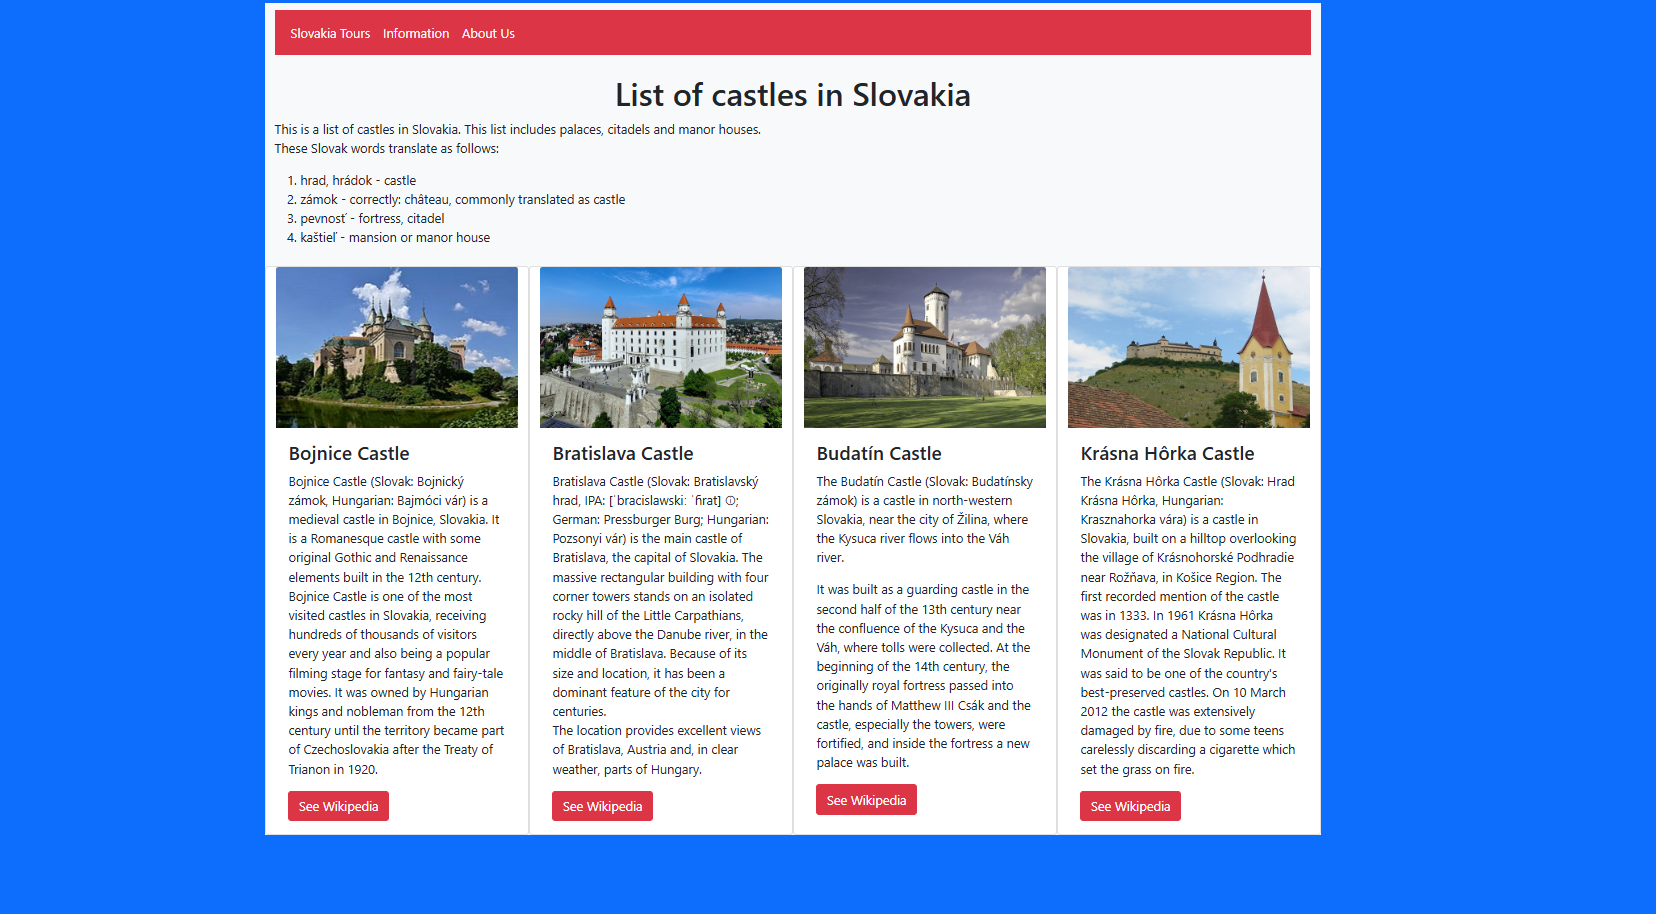 Slovakia Tours Information About Us
List of castles in Slovakia
This is a list of castles in Slovakia. This list includes palaces, citadels and manor houses.
These Slovak words translate as follows:
1. hrad, hrádok - castle
2. zámok - correctly: château, commonly translated as castle
3. pevnosť - fortress, citadel
4. kaštieľ - mansion or manor house
Bojnice Castle
Bojnice Castle (Slovak: Bojnický
zámok, Hungarian: Bajmóci vár) is a
medieval castle in Bojnice, Slovakia. It
is a Romanesque castle with some
original Gothic and Renaissance
elements built in the 12th century.
Bojnice Castle is one of the most
visited castles in Slovakia, receiving
hundreds of thousands of visitors
every year and also being a popular
filming stage for fantasy and fairy-tale
movies. It was owned by Hungarian
kings and nobleman from the 12th
century until the territory became part
of Czechoslovakia after the Treaty of
Trianon in 1920.
See Wikipedia
Bratislava Castle
Bratislava Castle (Slovak: Bratislavský
hrad, IPA: [ˈbracislawskiː ˈɦrat] ⓘ;
German: Pressburger Burg; Hungarian:
Pozsonyi vár) is the main castle of
Bratislava, the capital of Slovakia. The
massive rectangular building with four
corner towers stands on an isolated
rocky hill of the Little Carpathians,
directly above the Danube river, in the
middle of Bratislava. Because of its
size and location, it has been a
dominant feature of the city for
centuries.
The location provides excellent views
of Bratislava, Austria and, in clear
weather, parts of Hungary.
See Wikipedia
Budatín Castle
The Budatín Castle (Slovak: Budatínsky
zámok) is a castle in north-western
Slovakia, near the city of Žilina, where
the Kysuca river flows into the Váh
river.
It was built as a guarding castle in the
second half of the 13th century near
the confluence of the Kysuca and the
Váh, where tolls were collected. At the
beginning of the 14th century, the
originally royal fortress passed into
the hands of Matthew III Csák and the
castle, especially the towers, were
fortified, and inside the fortress a new
palace was built.
See Wikipedia
Krásna Hôrka Castle
The Krásna Hôrka Castle (Slovak: Hrad
Krásna Hôrka, Hungarian:
Krasznahorka vára) is a castle in
Slovakia, built on a hilltop overlooking
the village of Krásnohorské Podhradie
near Rožňava, in Košice Region. The
first recorded mention of the castle
was in 1333. In 1961 Krásna Hôrka
was designated a National Cultural
Monument of the Slovak Republic. It
was said to be one of the country's
best-preserved castles. On 10 March
2012 the castle was extensively
damaged by fire, due to some teens
carelessly discarding a cigarette which
set the grass on fire.
See Wikipedia